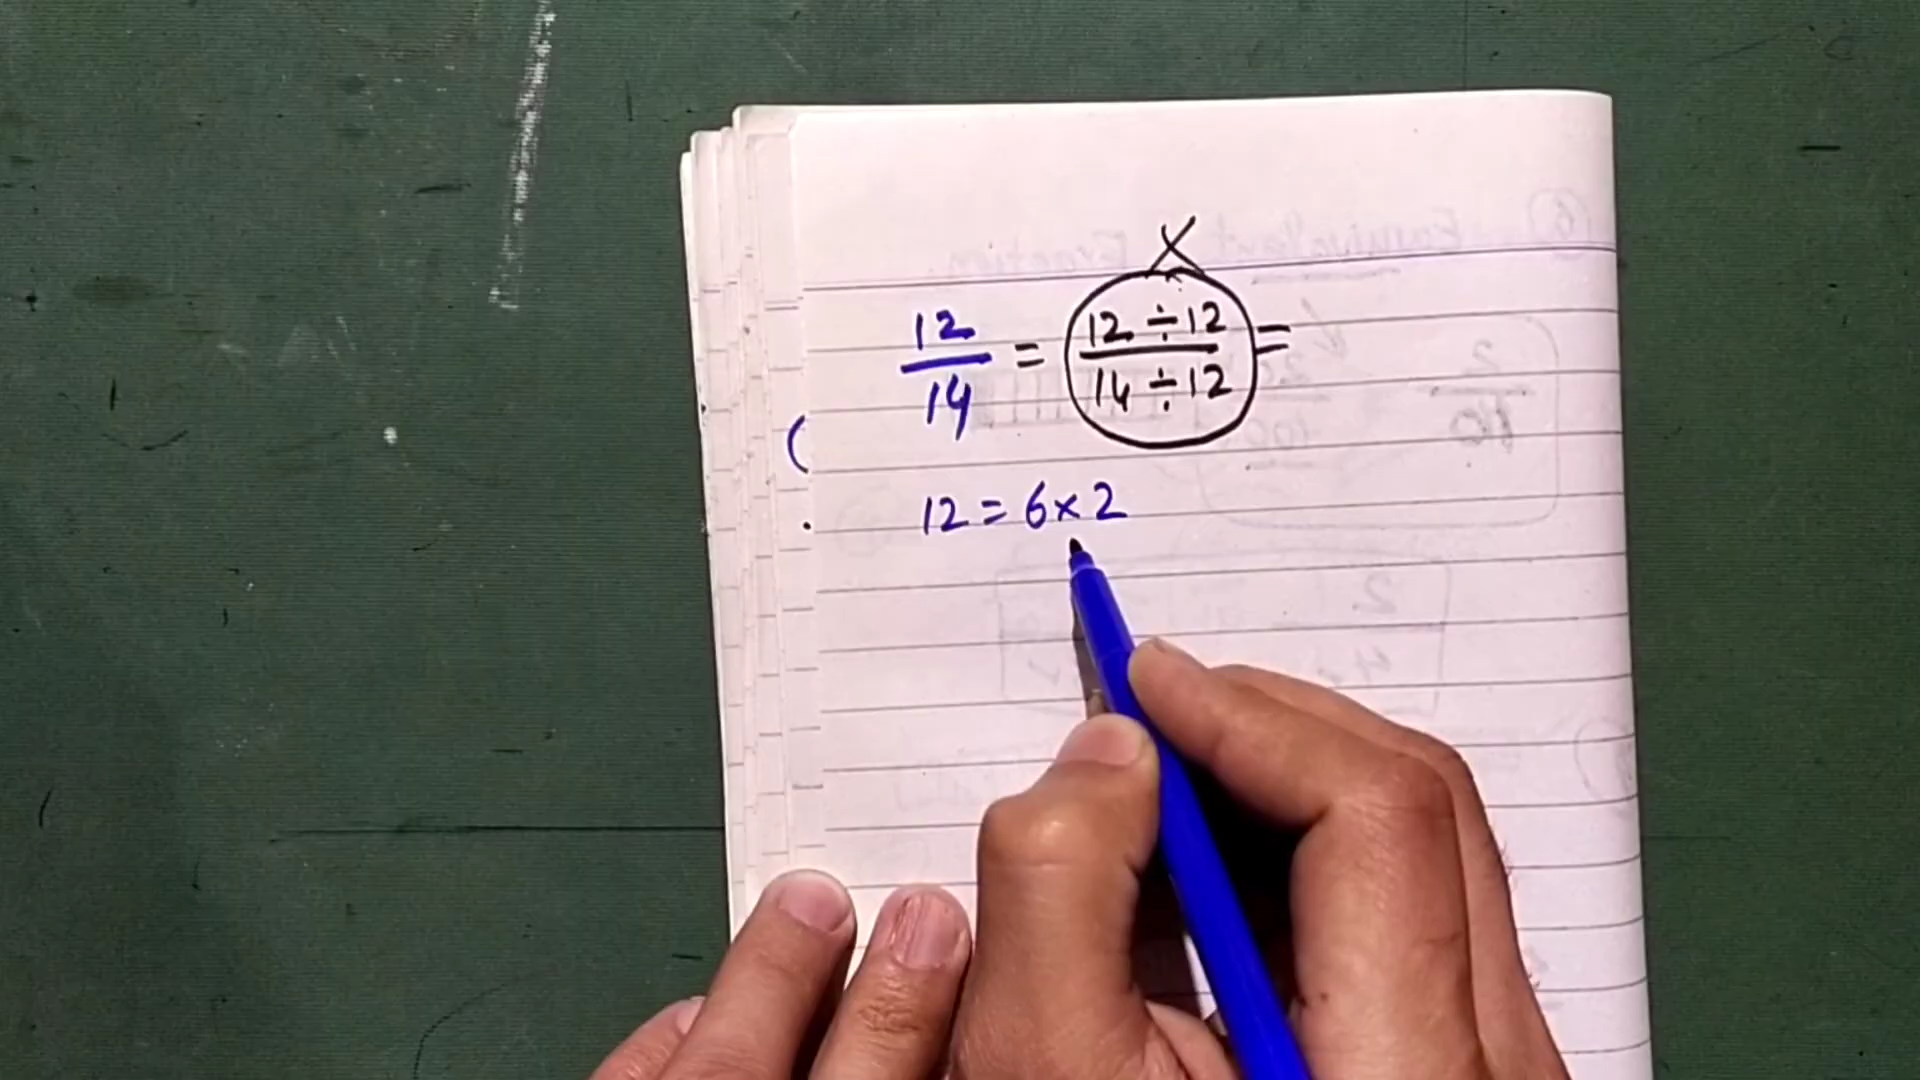 X
12/14 = 12 ÷ 12/14 ÷ 12 =
12 = 6 x 2